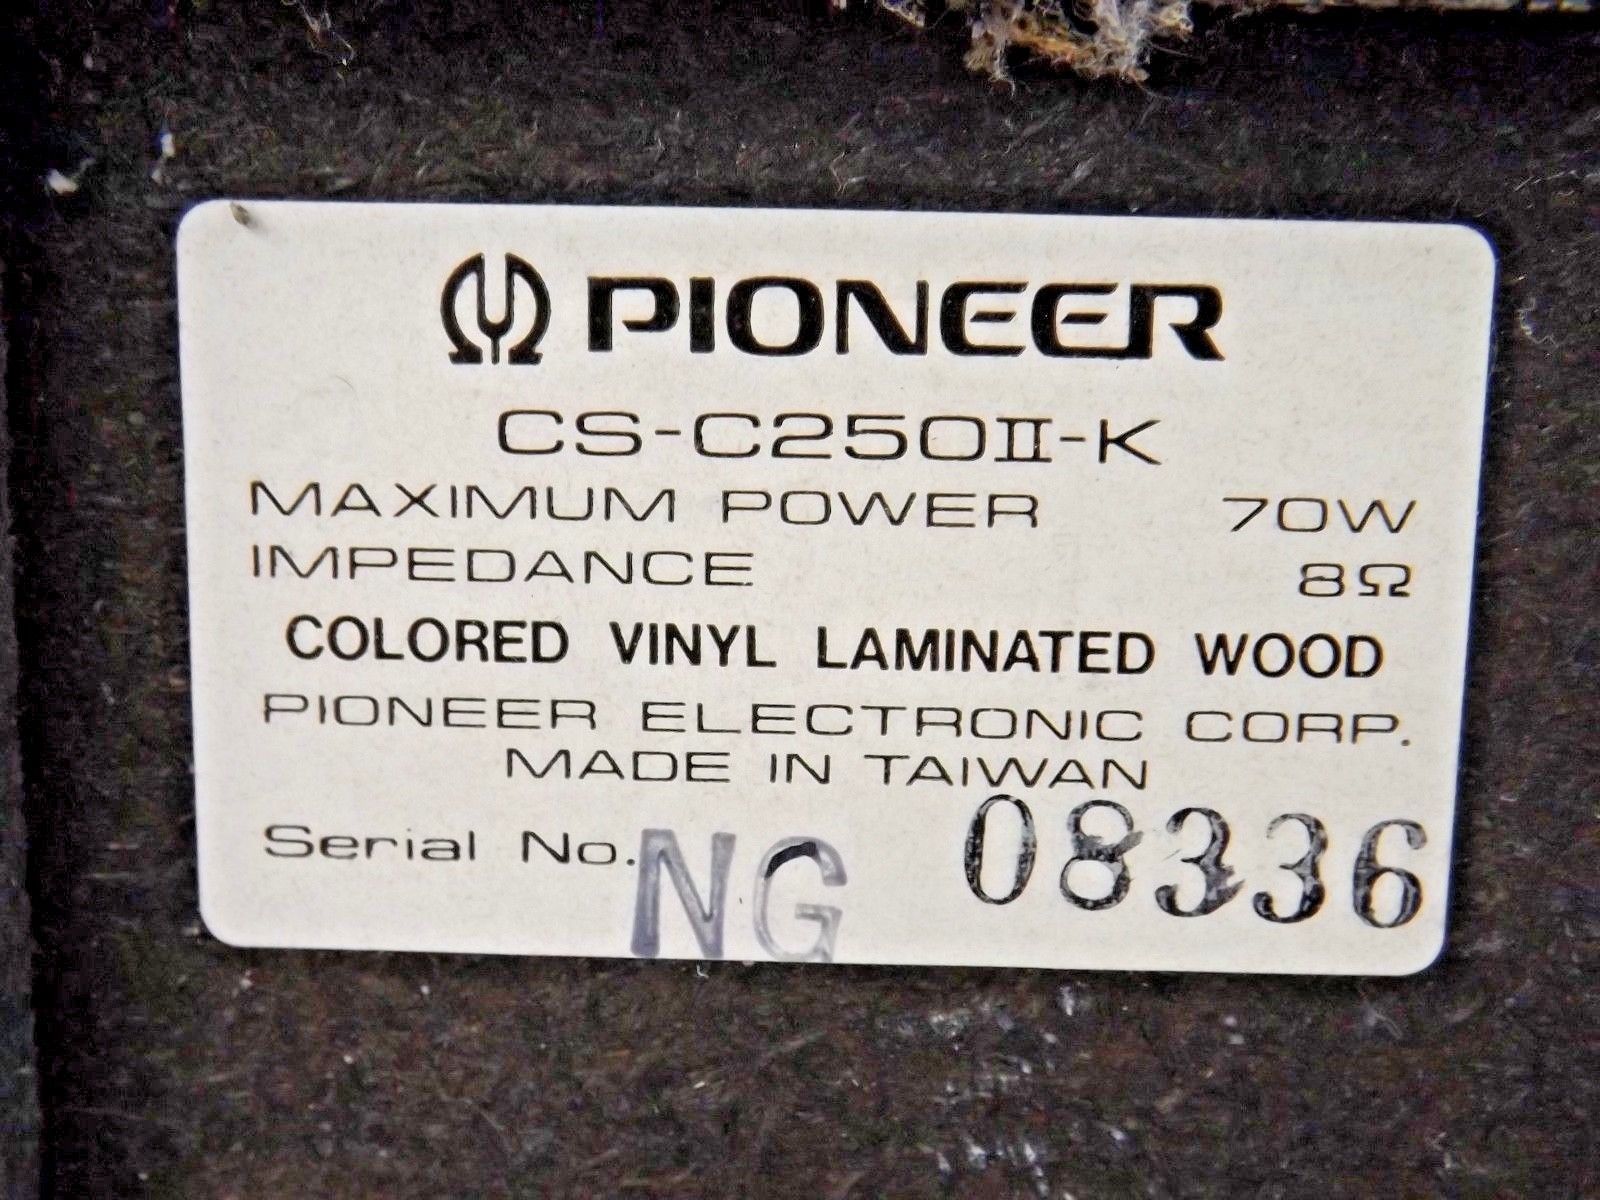 PIONEER
CS-C250II-K
MAXIMUM POWER 70W
IMPEDANCE 8Ω
COLORED VINYL LAMINATED WOOD
PIONEER ELECTRONIC CORP.
MADE IN TAIWAN
Serial No. NG 08336